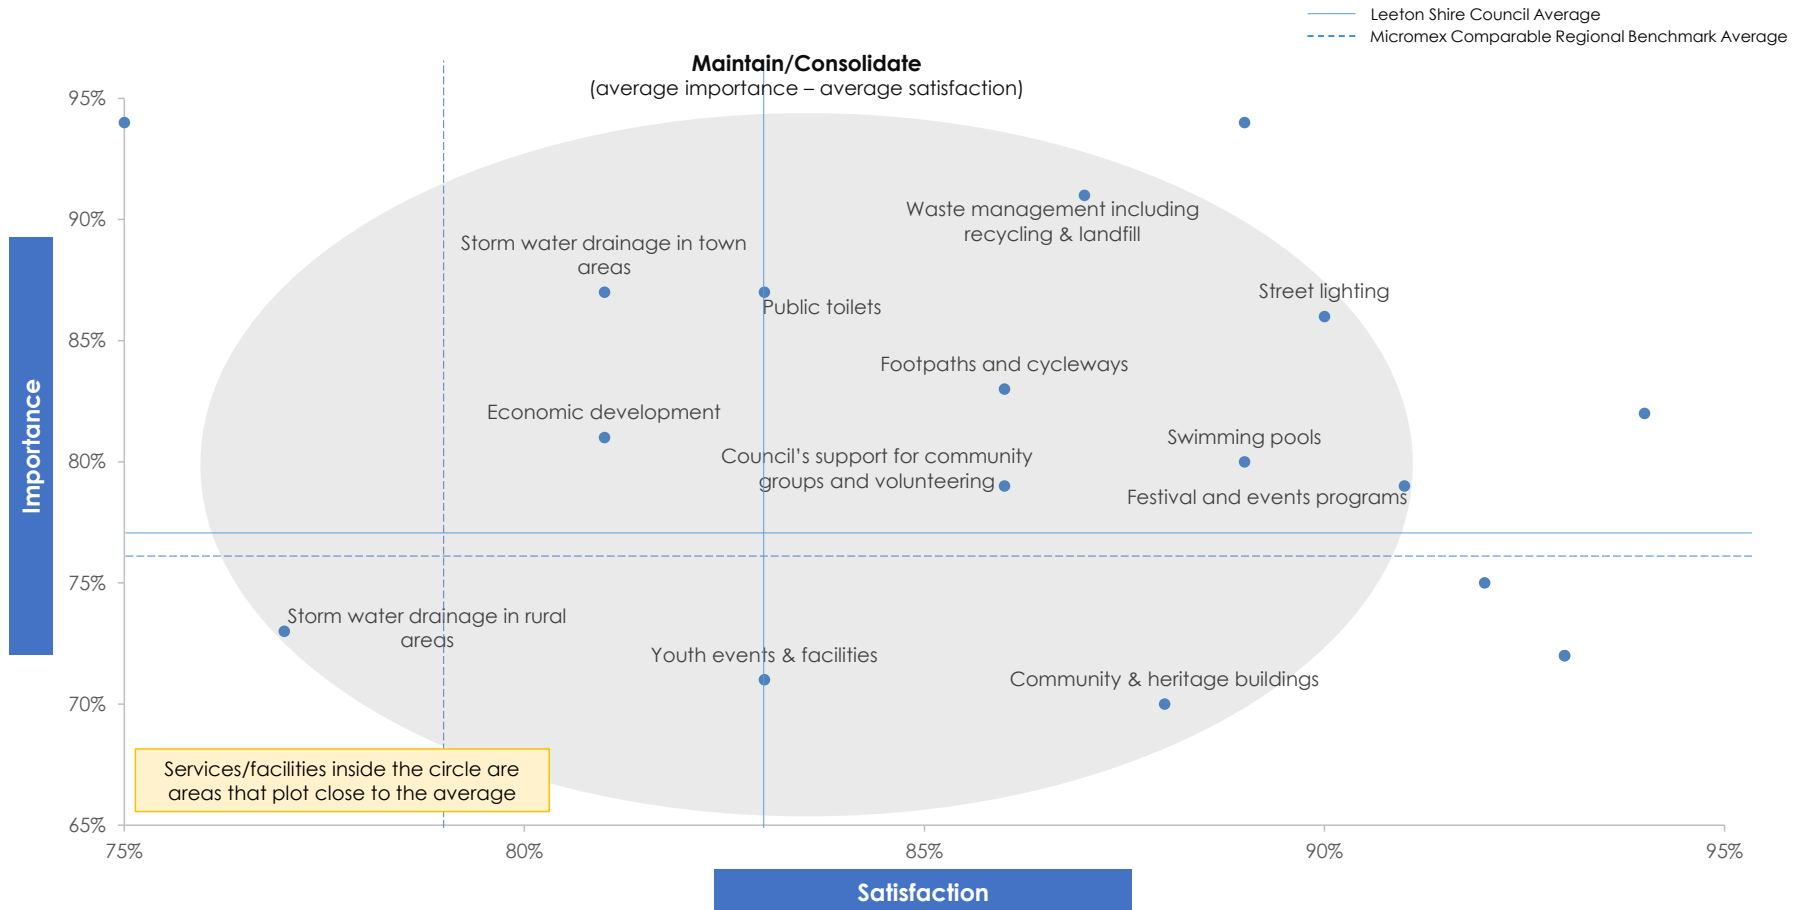 Leeton Shire Council Average
Micromex Comparable Regional Benchmark Average
Maintain/Consolidate
(average importance – average satisfaction)
95%
90%
85%
80%
75%
70%
65%
Importance
Waste management including
recycling & landfill
Storm water drainage in town
areas
Public toilets
Street lighting
Footpaths and cycleways
Economic development
Council’s support for community
groups and volunteering
Swimming pools
Festival and events programs
Storm water drainage in rural
areas
Youth events & facilities
Community & heritage buildings
Services/facilities inside the circle are
areas that plot close to the average
75%
80%
85%
90%
95%
Satisfaction